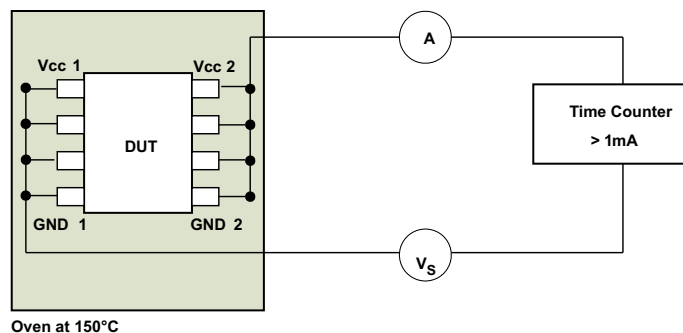 A
Vcc 1
Vcc 2
Time Counter
> 1mA
DUT
GND 1
GND 2
VS
Oven at 150°C